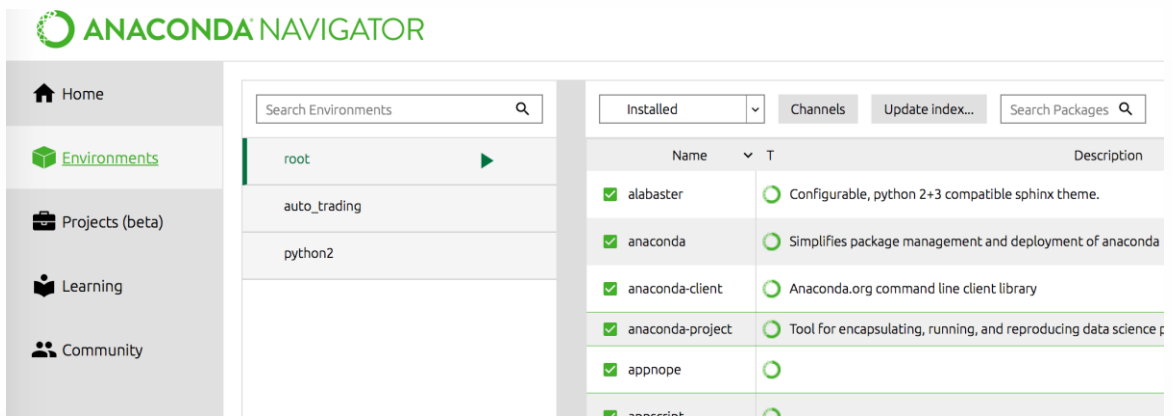 ANACONDA NAVIGATOR
Home
Environments
Projects (beta)
Learning
Community
Search Environments
root
auto_trading
python2
Installed
Channels
Update index...
Search Packages
Name T Description
alabaster Configurable, python 2+3 compatible sphinx theme.
anaconda Simplifies package management and deployment of anaconda
anaconda-client Anaconda.org command line client library
anaconda-project Tool for encapsulating, running, and reproducing data science
appnope
appscript